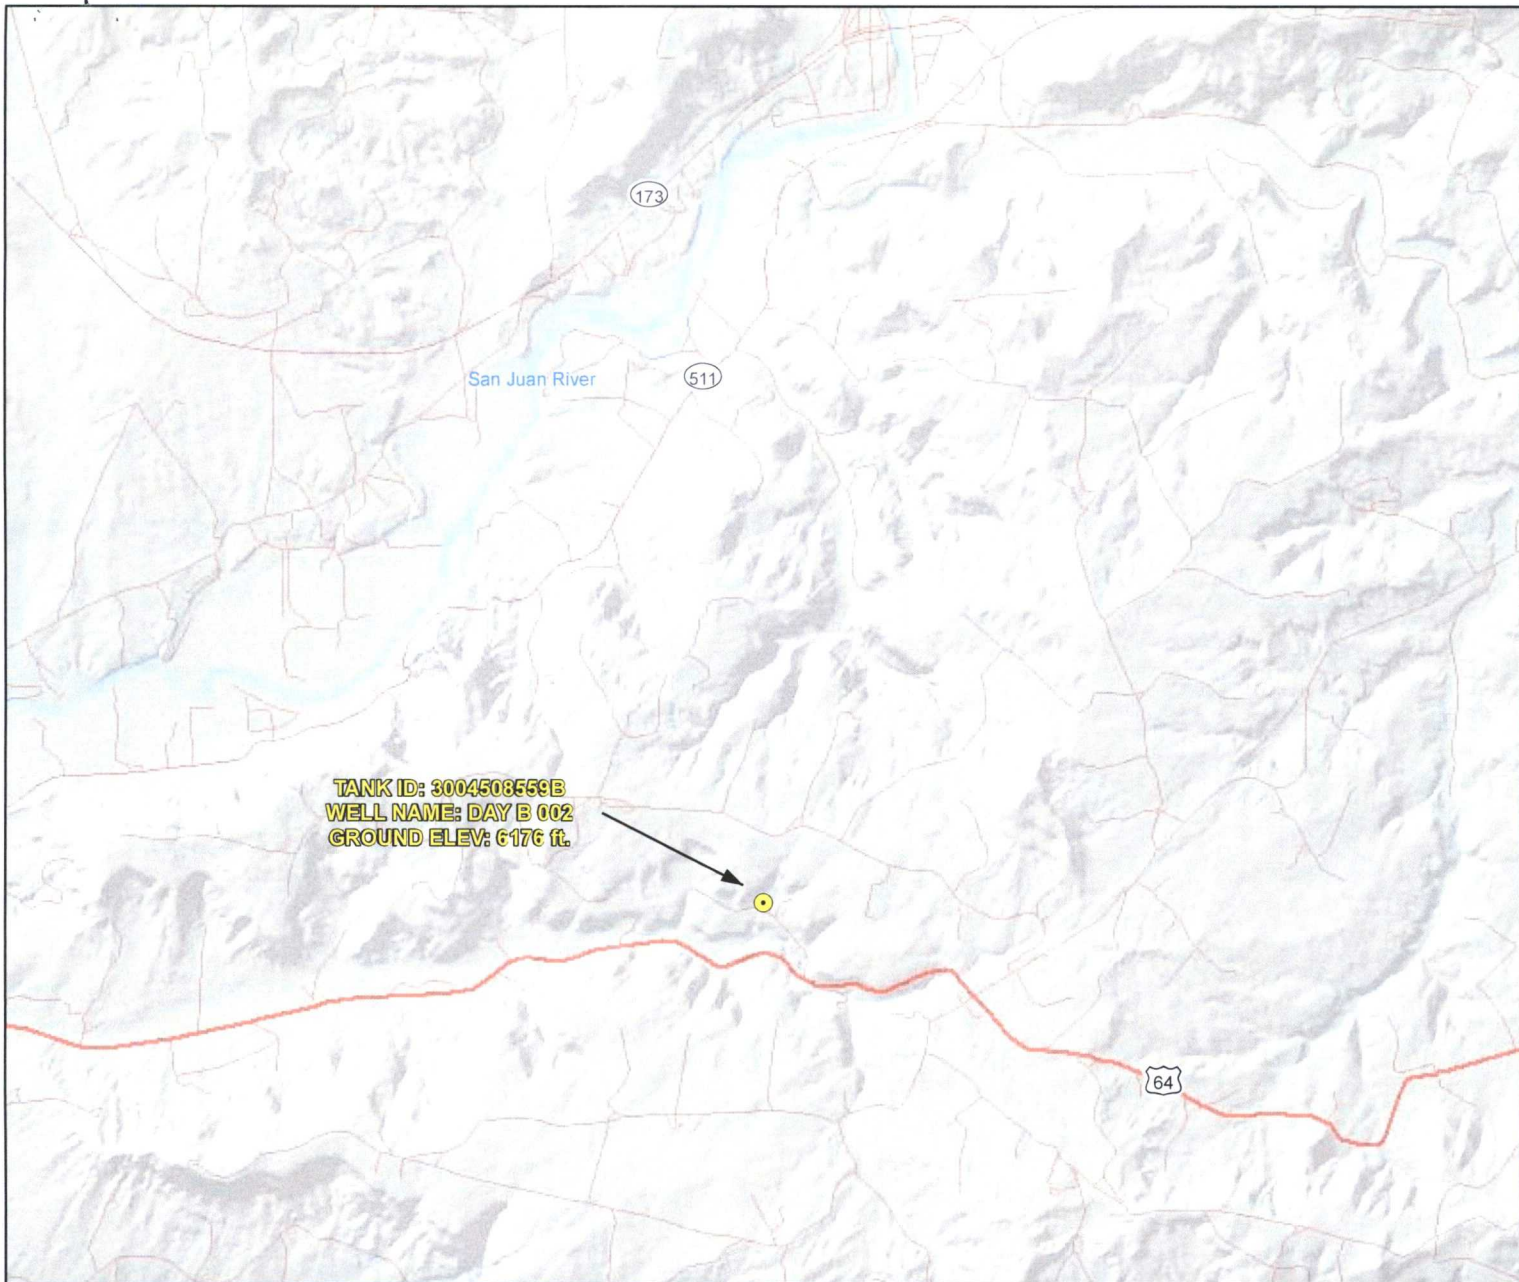 173
San Juan River
511
TANK ID: 3004508559B
WELL NAME: DAY B 002
GROUND ELEV: 6176 ft.
64